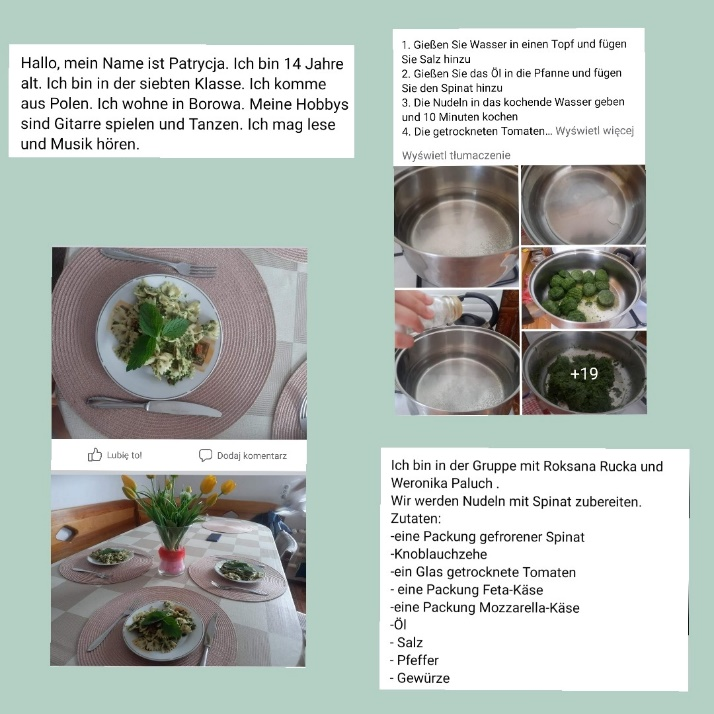 Hallo, mein Name ist Patrycja. Ich bin 14 Jahre
alt. Ich bin in der siebten Klasse. Ich komme
aus Polen. Ich wohne in Borowa. Meine Hobbys
sind Gitarre spielen und Tanzen. Ich mag lese
und Musik hören.
1. Gießen Sie Wasser in einen Topf und fügen
Sie Salz hinzu
2. Gießen Sie das Öl in die Pfanne und fügen
Sie den Spinat hinzu
3. Die Nudeln in das kochende Wasser geben
und 10 Minuten kochen
4. Die getrockneten Tomaten... Wyświetl więcej
Wyświetl tłumaczenie
+19
Lubię to!
Dodaj komentarz
Ich bin in der Gruppe mit Roksana Rucka und
Weronika Paluch .
Wir werden Nudeln mit Spinat zubereiten.
Zutaten:
-eine Packung gefrorener Spinat
-Knoblauchzehe
-ein Glas getrocknete Tomaten
- eine Packung Feta-Käse
-eine Packung Mozzarella-Käse
-Öl
- Salz
- Pfeffer
- Gewürze